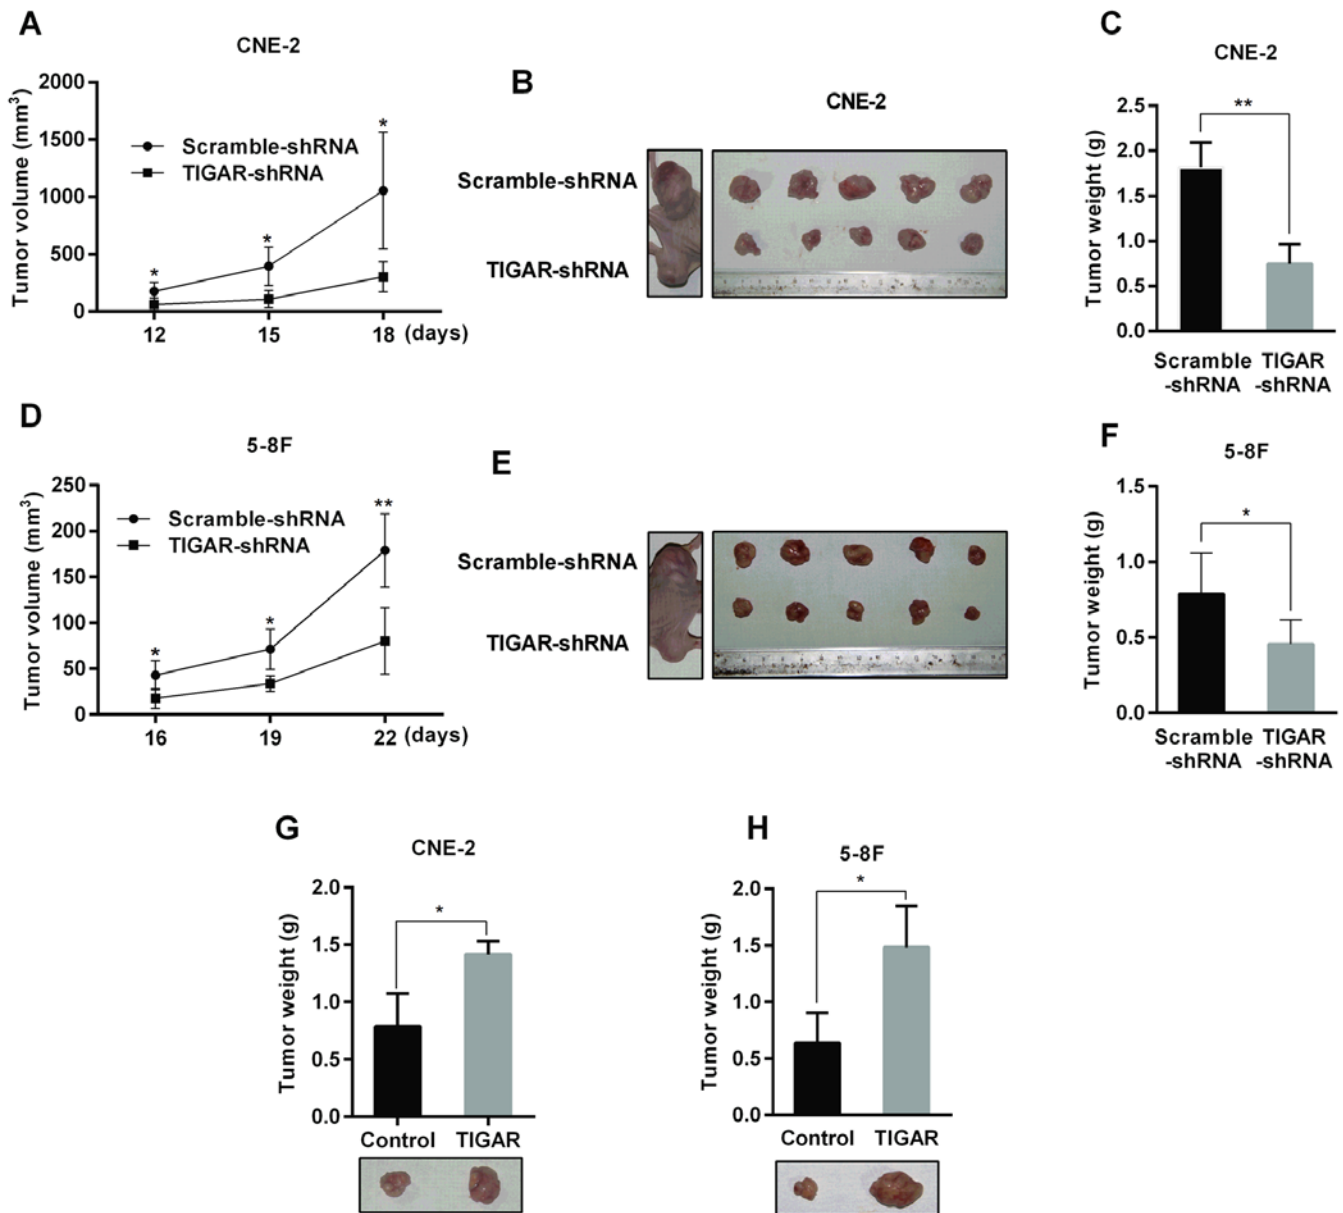 A
CNE-2
Tumor volume (mm³)
2000
1500
1000
500
0
Scramble-shRNA
TIGAR-shRNA
*
*
*
12
15
18
(days)
B
CNE-2
Scramble-shRNA
TIGAR-shRNA
C
CNE-2
Tumor weight (g)
2.5
2.0
1.5
1.0
0.5
0.0
**
Scramble
-shRNA
TIGAR
-shRNA
D
5-8F
Tumor volume (mm³)
250
200
150
100
50
0
Scramble-shRNA
TIGAR-shRNA
*
*
**
16
19
22
(days)
E
Scramble-shRNA
TIGAR-shRNA
F
5-8F
Tumor weight (g)
1.5
1.0
0.5
0.0
*
Scramble
-shRNA
TIGAR
-shRNA
G
CNE-2
Tumor weight (g)
2.0
1.5
1.0
0.5
0.0
*
Control
TIGAR
H
5-8F
Tumor weight (g)
2.0
1.5
1.0
0.5
0.0
*
Control
TIGAR